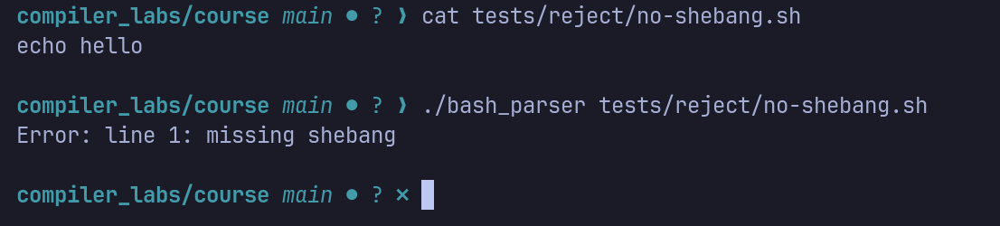 compiler_labs/course main ● ? ❱ cat tests/reject/no-shebang.sh
echo hello
compiler_labs/course main ● ? ❱ ./bash_parser tests/reject/no-shebang.sh
Error: line 1: missing shebang
compiler_labs/course main ● ? ×